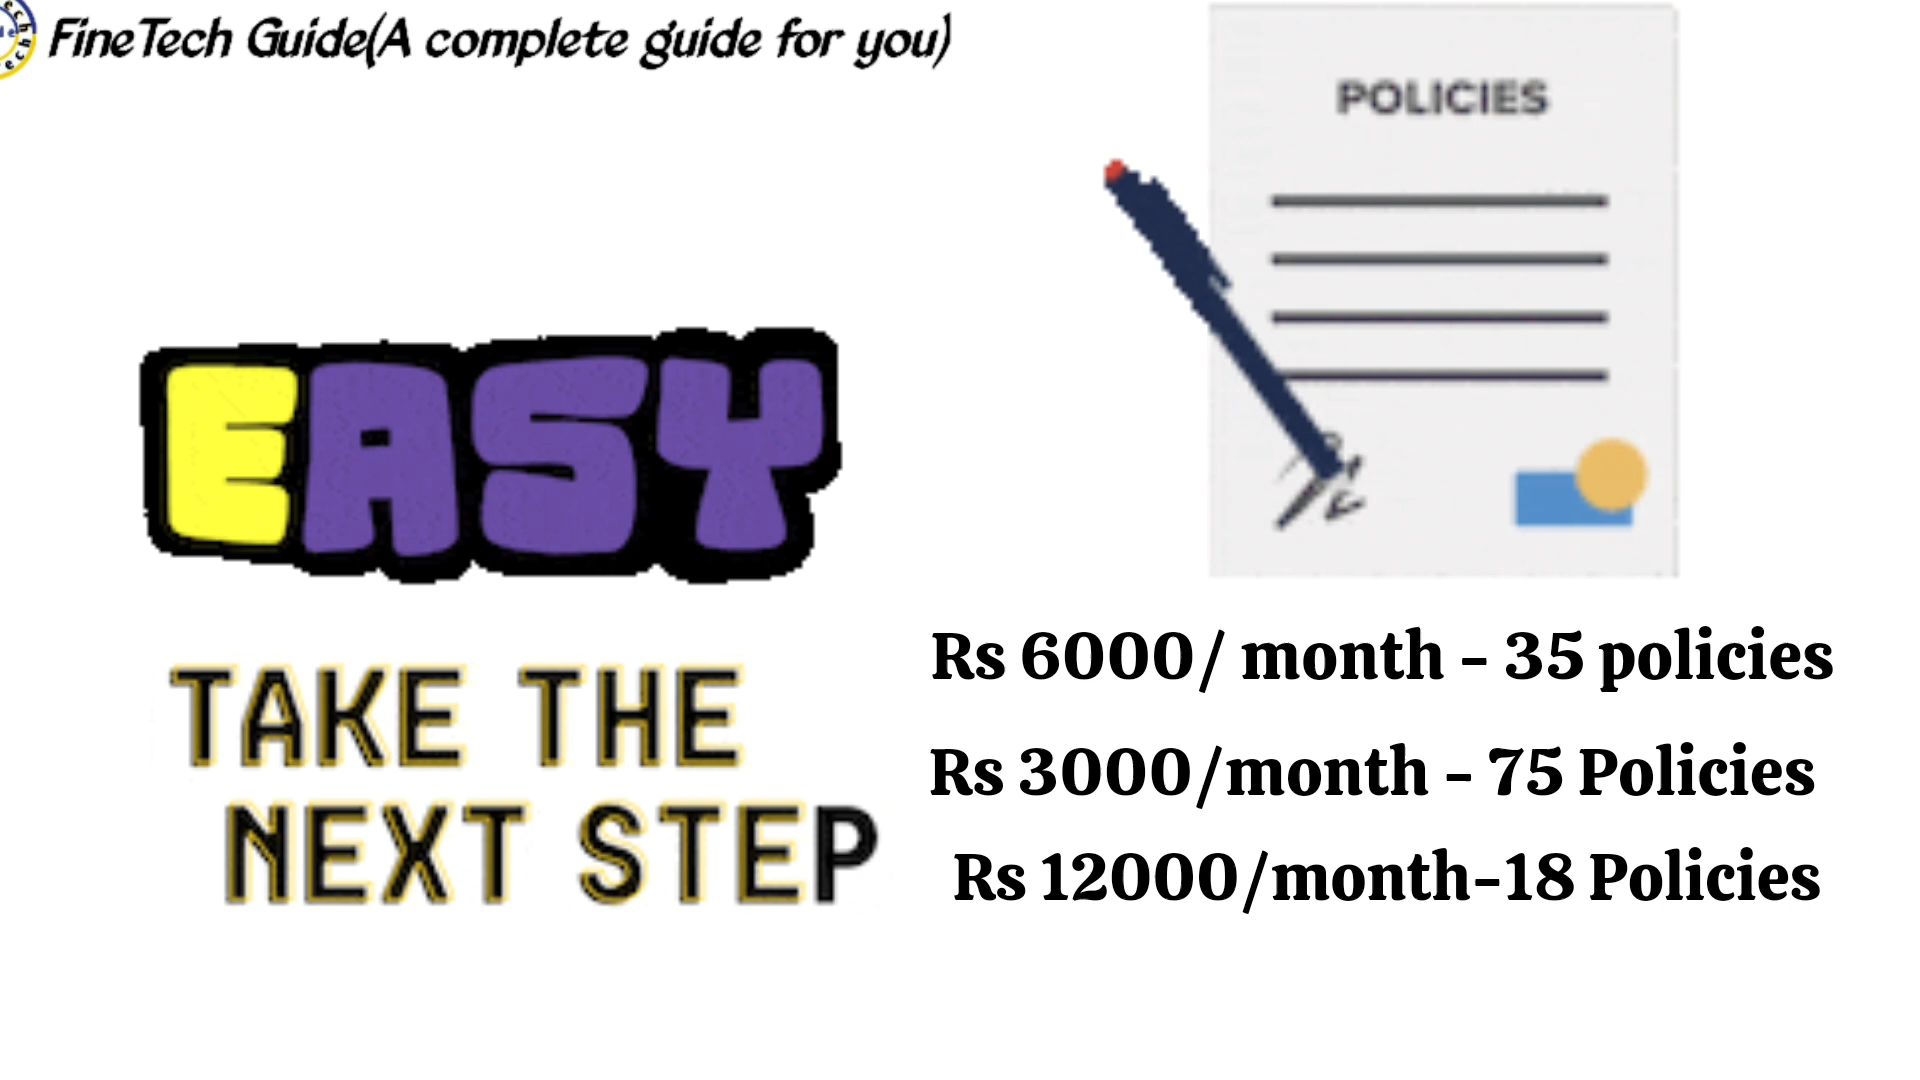 FineTech Guide(A complete guide for you)
POLICIES
EASY
TAKE THE
NEXT STEP
Rs 6000/ month - 35 policies
Rs 3000/month - 75 Policies
Rs 12000/month-18 Policies